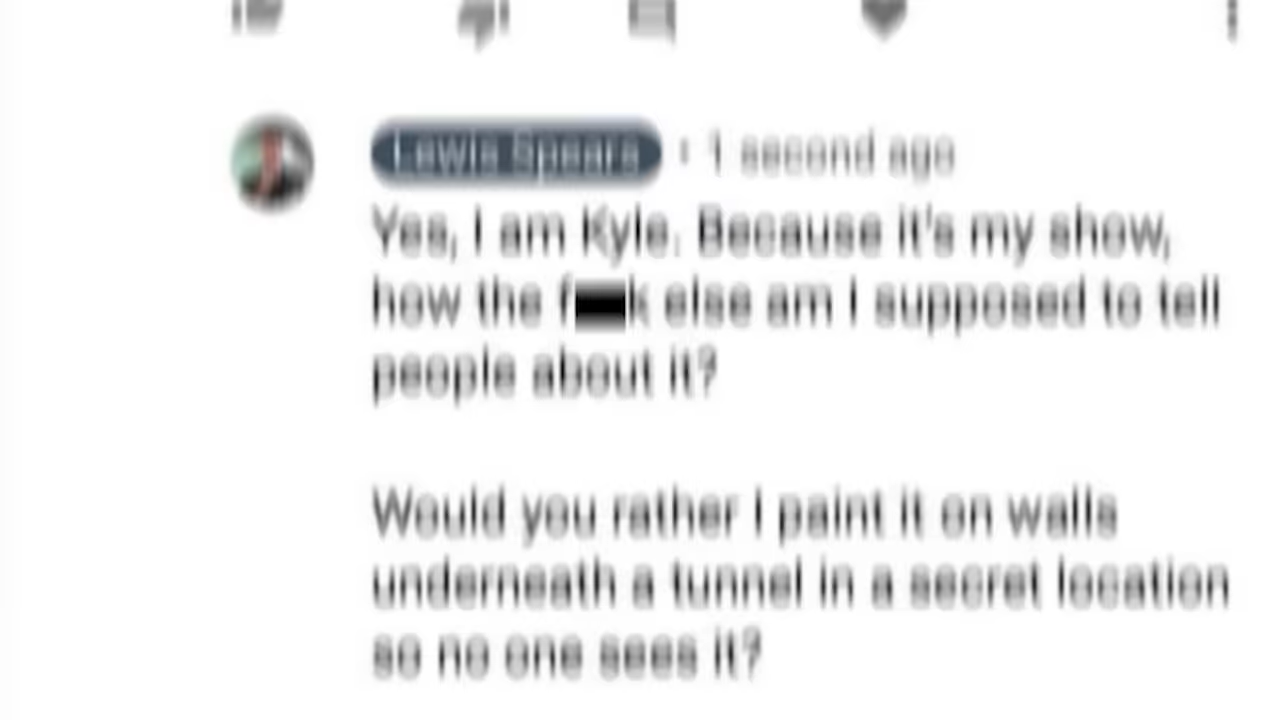 Lewis Spears • 1 second ago
Yes, I am Kyle. Because it's my show,
how the f██k else am I supposed to tell
people about it?
Would you rather I paint it on walls
underneath a tunnel in a secret location
so no one sees it?